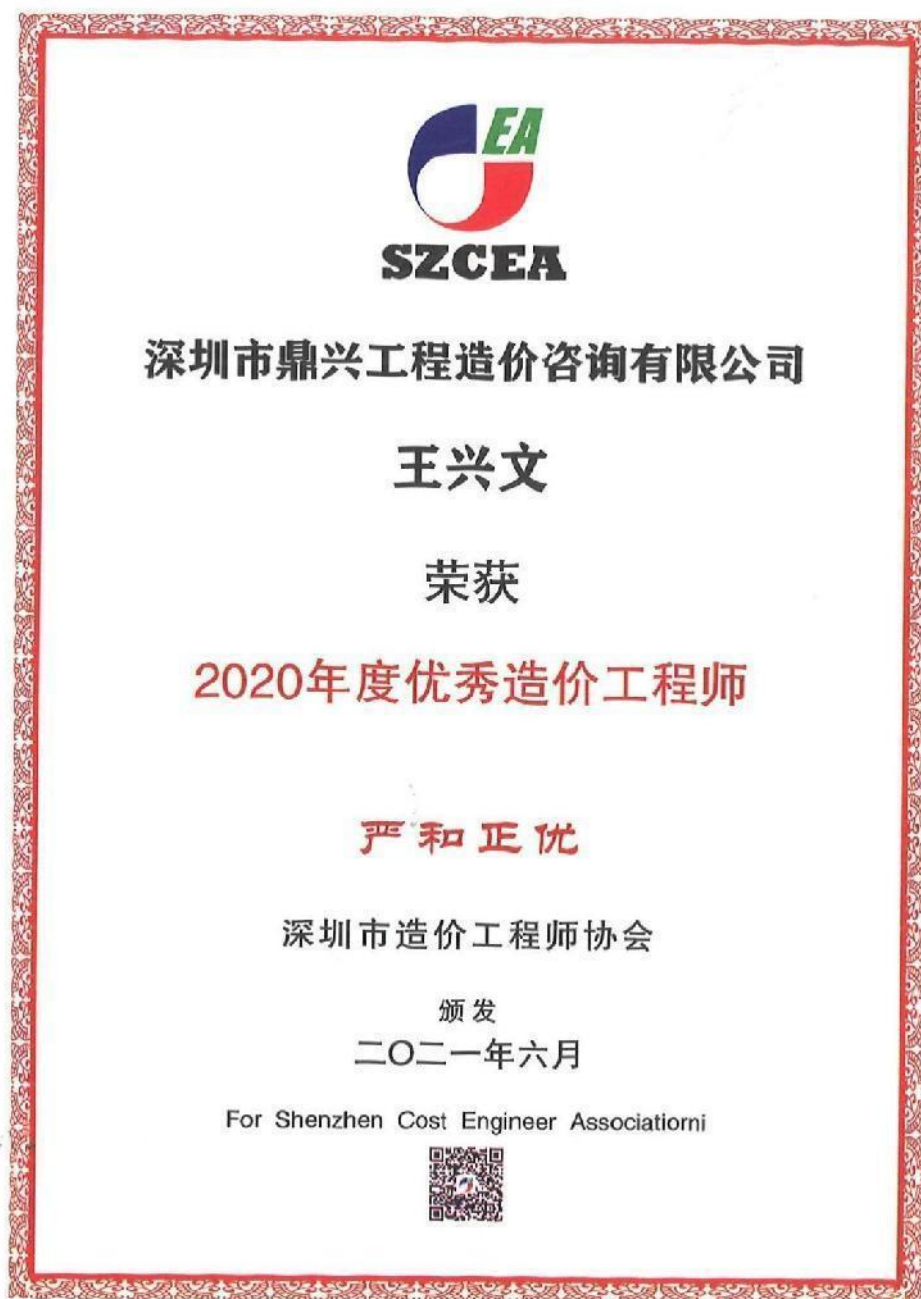 EA
SZCEA
深圳市鼎兴工程造价咨询有限公司
王兴文
荣获
2020年度优秀造价工程师
严和正优
深圳市造价工程师协会
颁发
二〇二一年六月
For Shenzhen Cost Engineer Associatiorni